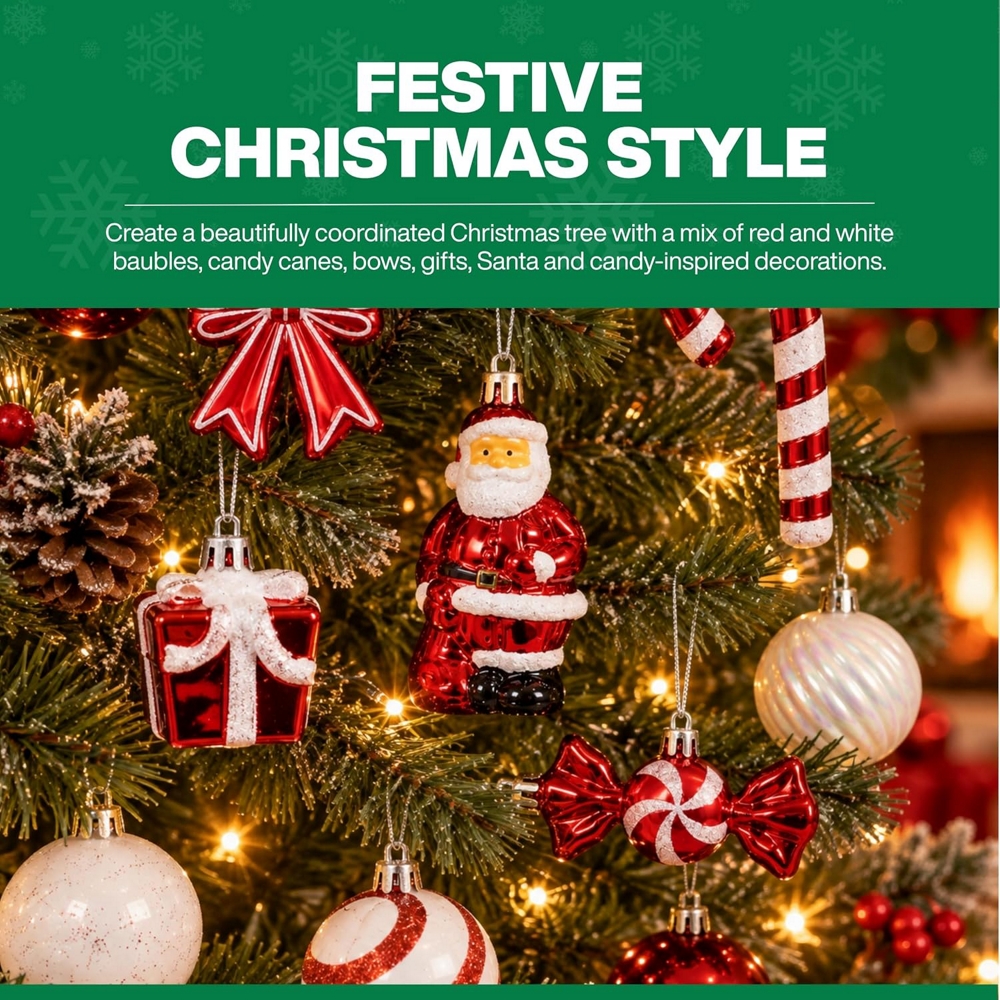 FESTIVE
CHRISTMAS STYLE
Create a beautifully coordinated Christmas tree with a mix of red and white
baubles, candy canes, bows, gifts, Santa and candy-inspired decorations.